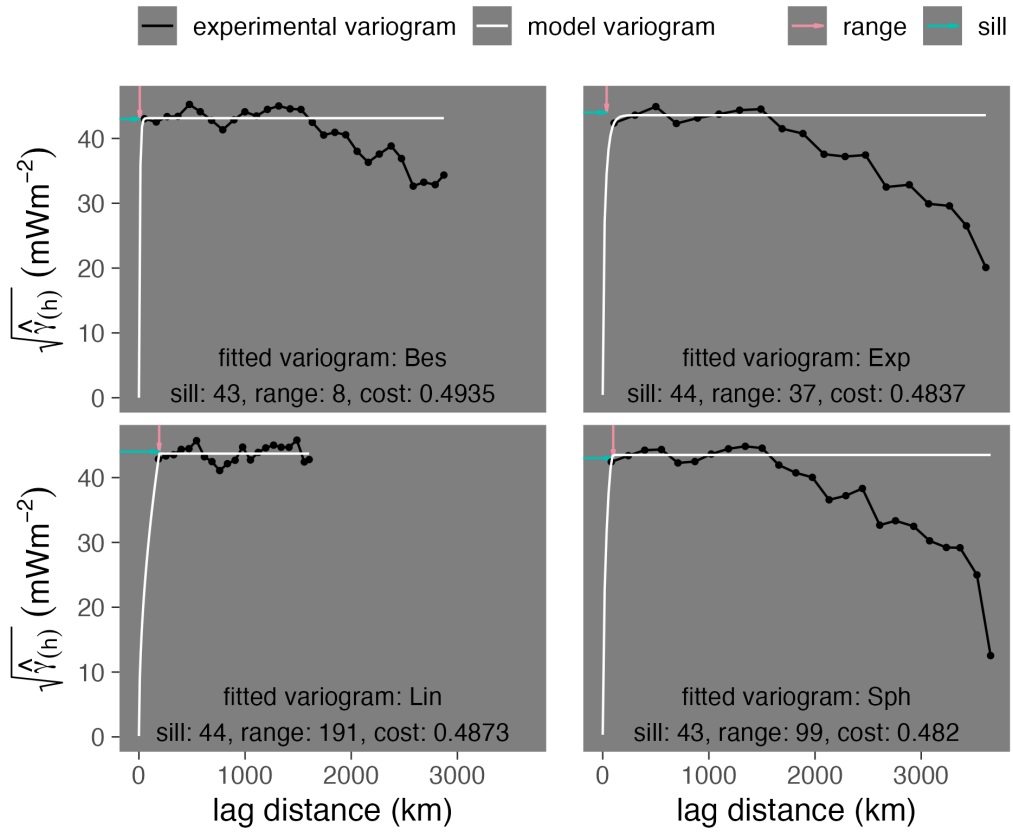 experimental variogram model variogram range sill
40
30
20
10
0
√γ̂(h) (mWm⁻²)
fitted variogram: Bes
sill: 43, range: 8, cost: 0.4935
fitted variogram: Exp
sill: 44, range: 37, cost: 0.4837
40
30
20
10
0
√γ̂(h) (mWm⁻²)
fitted variogram: Lin
sill: 44, range: 191, cost: 0.4873
fitted variogram: Sph
sill: 43, range: 99, cost: 0.482
0 1000 2000 3000
0 1000 2000 3000
lag distance (km)
lag distance (km)